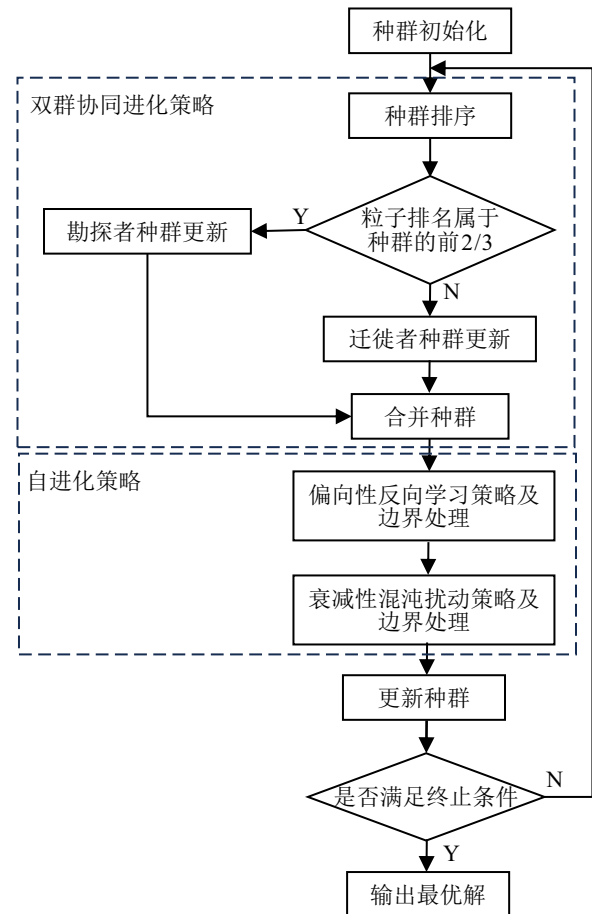 种群初始化
双群协同进化策略
种群排序
粒子排名属于
种群的前2/3
Y
勘探者种群更新
N
迁徙者种群更新
合并种群
自进化策略
偏向性反向学习策略及
边界处理
衰减性混沌扰动策略及
边界处理
更新种群
是否满足终止条件
N
Y
输出最优解